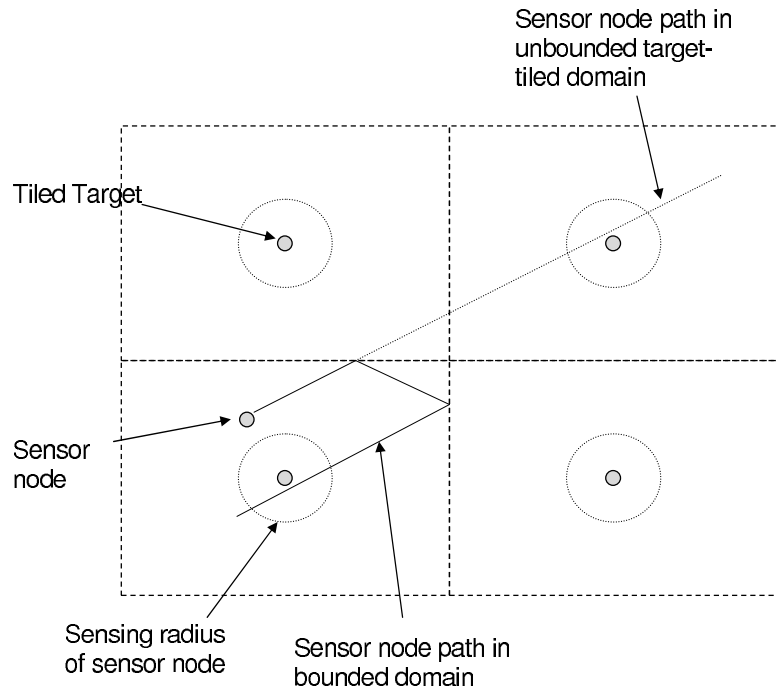 Sensor node path in
unbounded target-
tiled domain
Tiled Target
Sensor
node
Sensing radius
of sensor node
Sensor node path in
bounded domain